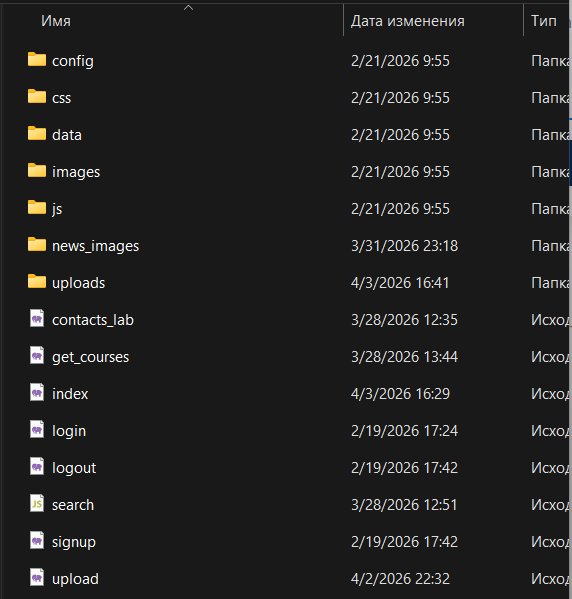 Имя Дата изменения Тип
config 2/21/2026 9:55 Папка
css 2/21/2026 9:55 Папка
data 2/21/2026 9:55 Папка
images 2/21/2026 9:55 Папка
js 2/21/2026 9:55 Папка
news_images 3/31/2026 23:18 Папка
uploads 4/3/2026 16:41 Папка
contacts_lab 3/28/2026 12:35 Исход
get_courses 3/28/2026 13:44 Исход
index 4/3/2026 16:29 Исход
login 2/19/2026 17:24 Исход
logout 2/19/2026 17:42 Исход
JS search 3/28/2026 12:51 Исход
signup 2/19/2026 17:42 Исход
upload 4/2/2026 22:32 Исход